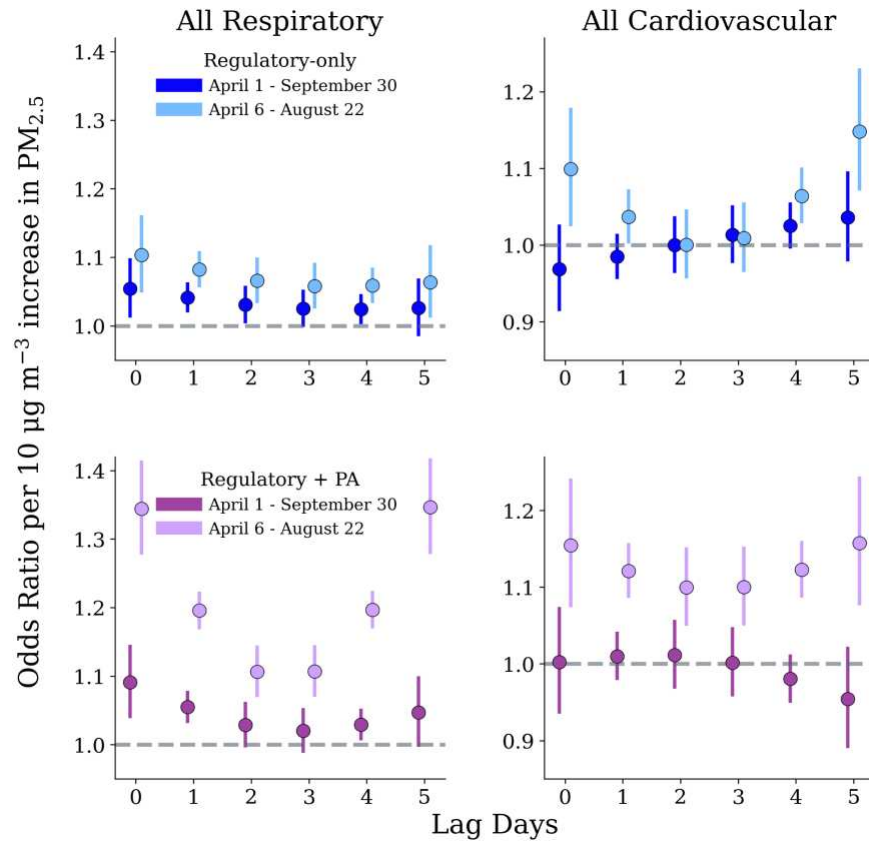 All Respiratory
All Cardiovascular
Odds Ratio per 10 μg m⁻³ increase in PM₂.₅
1.4
1.3
1.2
1.1
1.0
Regulatory-only
April 1 - September 30
April 6 - August 22
0 1 2 3 4 5
1.2
1.1
1.0
0.9
0 1 2 3 4 5
1.4
1.3
1.2
1.1
1.0
Regulatory + PA
April 1 - September 30
April 6 - August 22
0 1 2 3 4 5
1.2
1.1
1.0
0.9
0 1 2 3 4 5
Lag Days